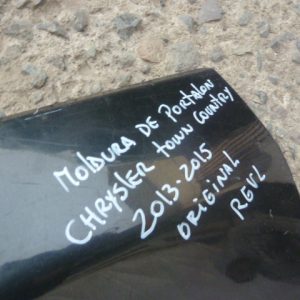 MOLDURA DE PORTALON
CHRYSLER TOWN COUNTRY
2013-2015
ORIGINAL
REVL